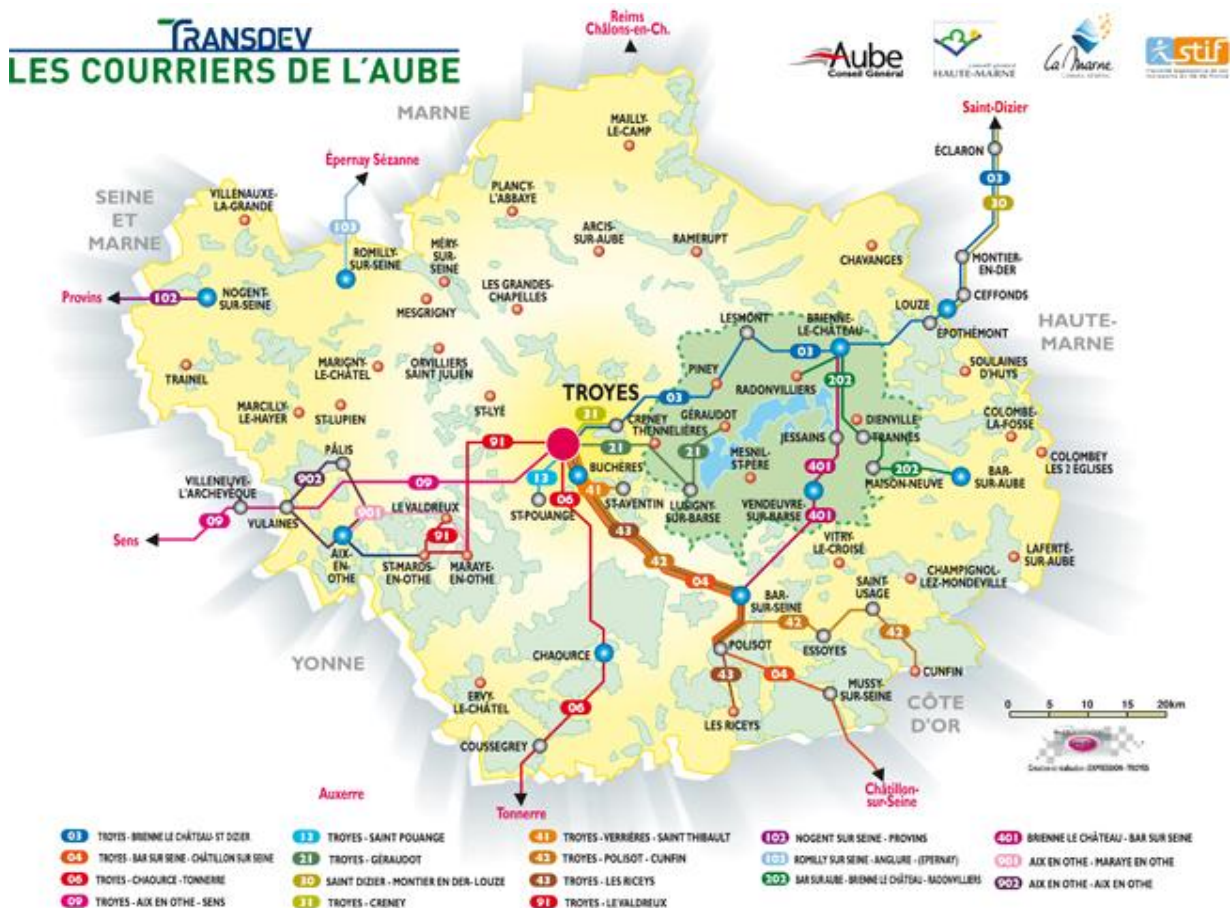 TRANSDEV
LES COURRIERS DE L'AUBE
Reims
Châlons-en-Ch.
Aube
Conseil Général
HAUTE-MARNE
La Marne
stif
MARNE
SEINE
ET
MARNE
Épernay Sézanne
Saint-Dizier
ÉCLARON
03
30
MAILLY-
LE-CAMP
VILLENAUXE-
LA-GRANDE
PLANCY-
L'ABBAYE
103
ROMILLY-
SUR-SEINE
MÉRY-
SUR-
SEINE
ARCIS-
SUR-AUBE
RAMERUPT
CHAVANGES
MONTIER-
EN-DER
Provins
102
NOGENT-
SUR-SEINE
MESGRIGNY
LES GRANDES-
CHAPELLES
LESMONT
BRIENNE-
LE-CHÂTEAU
LOUZE
CEFFONDS
ÉPOTHÉMONT
HAUTE-
MARNE
TRAINEL
MARIGNY-
LE-CHÂTEL
ORVILLIERS
SAINT JULIEN
03
SOULAINES
D'HUYS
MARCILLY-
LE-HAYER
ST-LUPIEN
ST-LYÉ
TROYES
PINEY
RADONVILLIERS
202
03
31
CRENEY
THENNELIÈRES
GÉRAUDOT
DIENVILLE
COLOMBÉ-
LA-FOSSE
91
21
21
JESSAINS
TRANNES
COLOMBEY
LES 2 EGLISES
PÂLIS
902
VILLENEUVE-
L'ARCHEVÊQUE
VULAINES
09
LE VALDREUX
13
BUCHÈRES
MESNIL-
ST-PÈRE
401
202
MAISON-NEUVE
BAR-
SUR-AUBE
06
41
ST-POUANGE
ST-AVENTIN
LUSIGNY-
SUR-BARSE
VENDEUVRE-
SUR-BARSE
401
Sens
09
901
91
AIX-
EN-
OTHE
ST-MARDS-
EN-OTHE
MARAYE-
EN-OTHE
43
42
04
VITRY-
LE-CROISÉ
CHAMPIGNOL-
LEZ-MONDEVILLE
LAFERTÉ-
SUR-AUBE
BAR-
SUR-SEINE
SAINT-
USAGE
42
ESSOYES
42
CUNFIN
YONNE
CHAOURCE
POLISOT
43
04
MUSSY-
SUR-SEINE
CÔTE
D'OR
ERVY-
LE-CHÂTEL
06
LES RICEYS
COUSSEGREY
0 5 10 15 20km
Auxerre
Tonnerre
Châtillon-
sur-Seine
03 TROYES - BRIENNE LE CHÂTEAU- ST DIZIER
04 TROYES - BAR SUR SEINE - CHÂTILLON SUR SEINE
06 TROYES - CHAOURCE - TONNERRE
09 TROYES - AIX EN OTHE - SENS
13 TROYES - SAINT POUANGE
21 TROYES - GÉRAUDOT
30 SAINT DIZIER - MONTIER EN DER- LOUZE
31 TROYES - CRENEY
41 TROYES - VERRIÈRES - SAINT THIBAULT
42 TROYES - POLISOT - CUNFIN
43 TROYES - LES RICEYS
91 TROYES - LE VALDREUX
102 NOGENT SUR SEINE - PROVINS
103 ROMILLY SUR SEINE - ANGLURE - (EPERNAY)
202 BAR SUR AUBE - BRIENNE LE CHÂTEAU - RADONVILLIERS
401 BRIENNE LE CHÂTEAU - BAR SUR SEINE
901 AIX EN OTHE - MARAYE EN OTHE
902 AIX EN OTHE - AIX EN OTHE